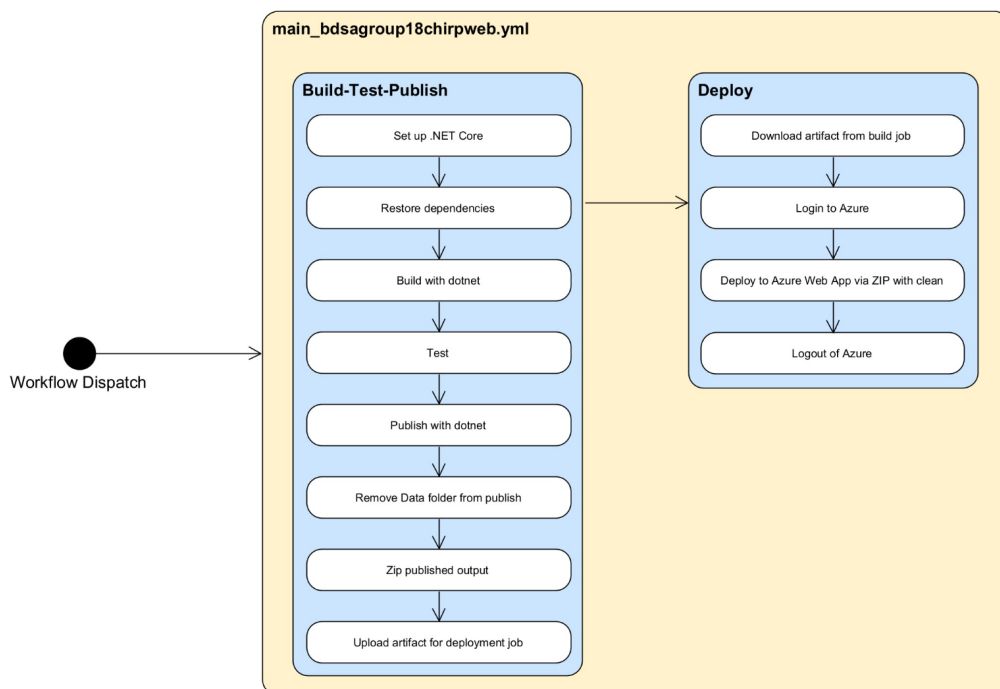 main_bdsagroup18chirpweb.yml
Build-Test-Publish
Set up .NET Core
Restore dependencies
Build with dotnet
Test
Publish with dotnet
Remove Data folder from publish
Zip published output
Upload artifact for deployment job
Deploy
Download artifact from build job
Login to Azure
Deploy to Azure Web App via ZIP with clean
Logout of Azure
Workflow Dispatch